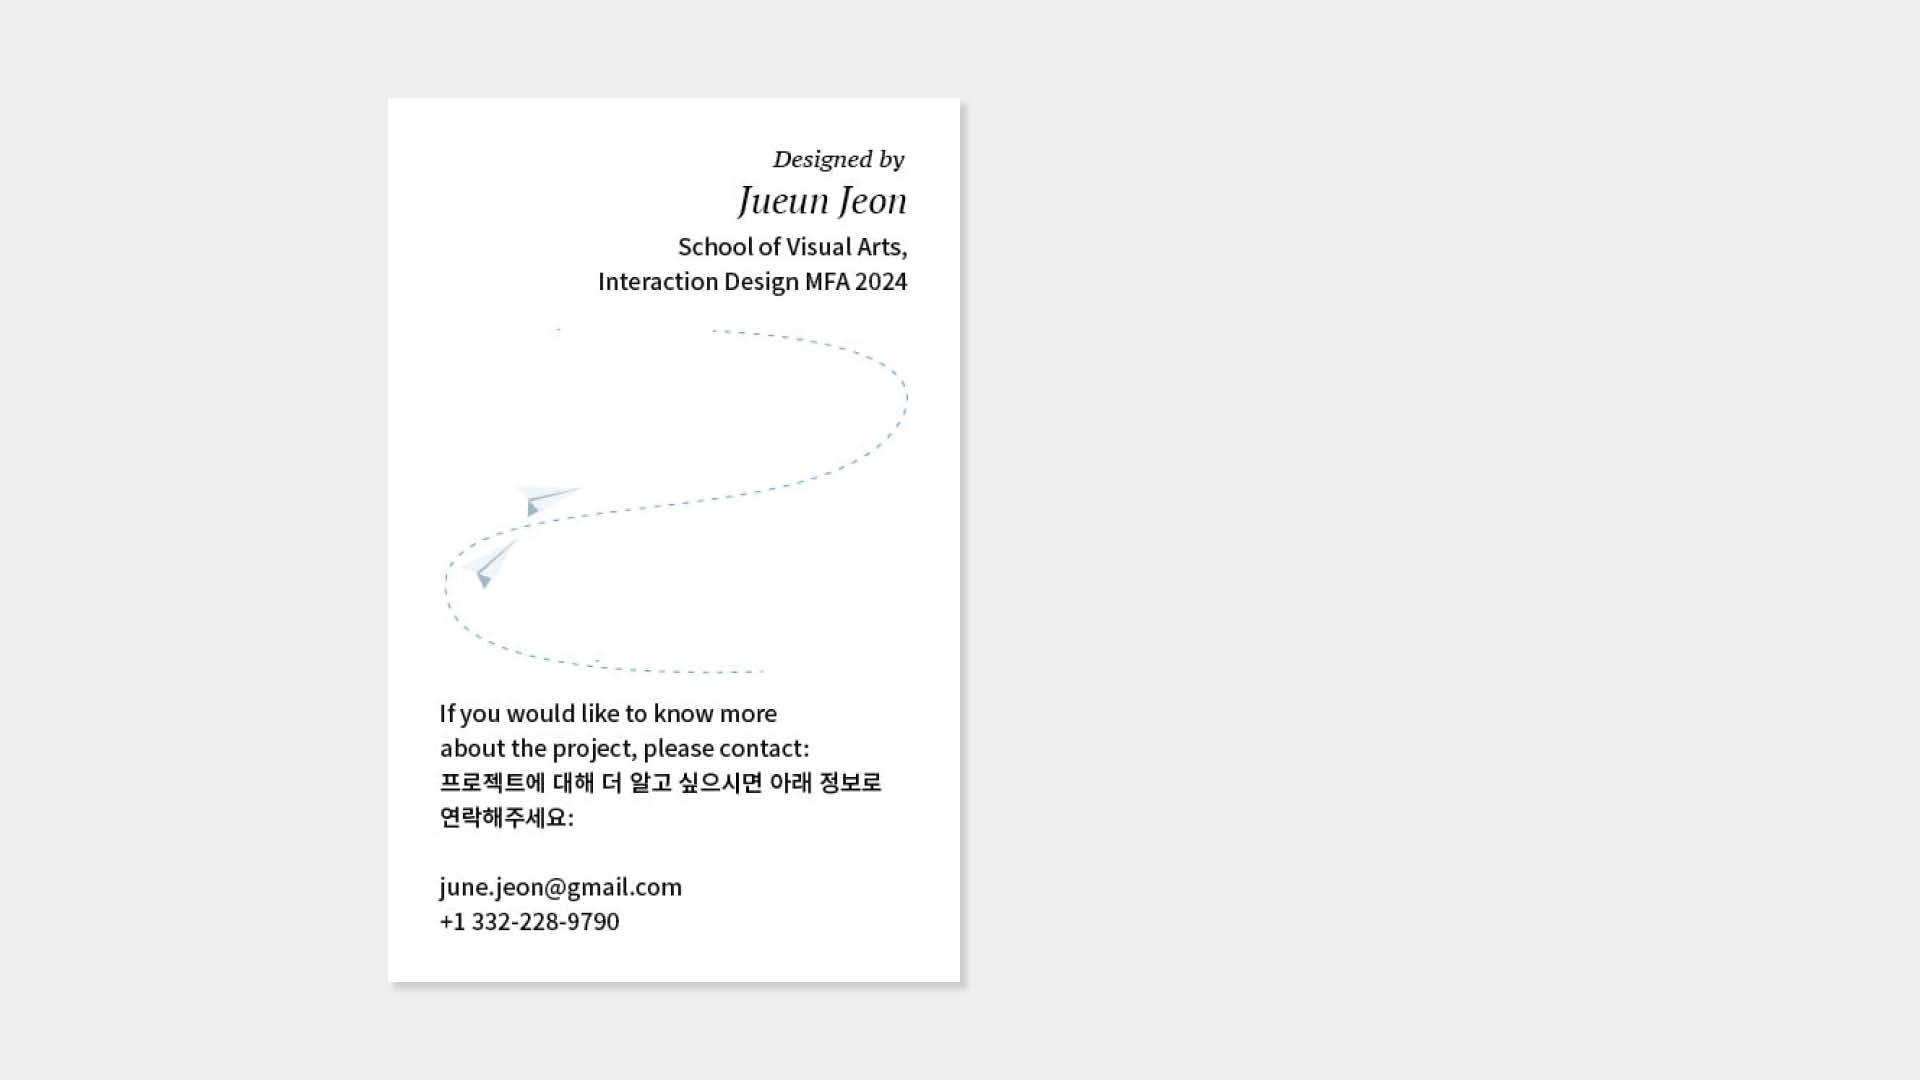 Designed by
Jueun Jeon
School of Visual Arts,
Interaction Design MFA 2024
If you would like to know more
about the project, please contact:
프로젝트에 대해 더 알고 싶으시면 아래 정보로
연락해주세요:
june.jeon@gmail.com
+1 332-228-9790